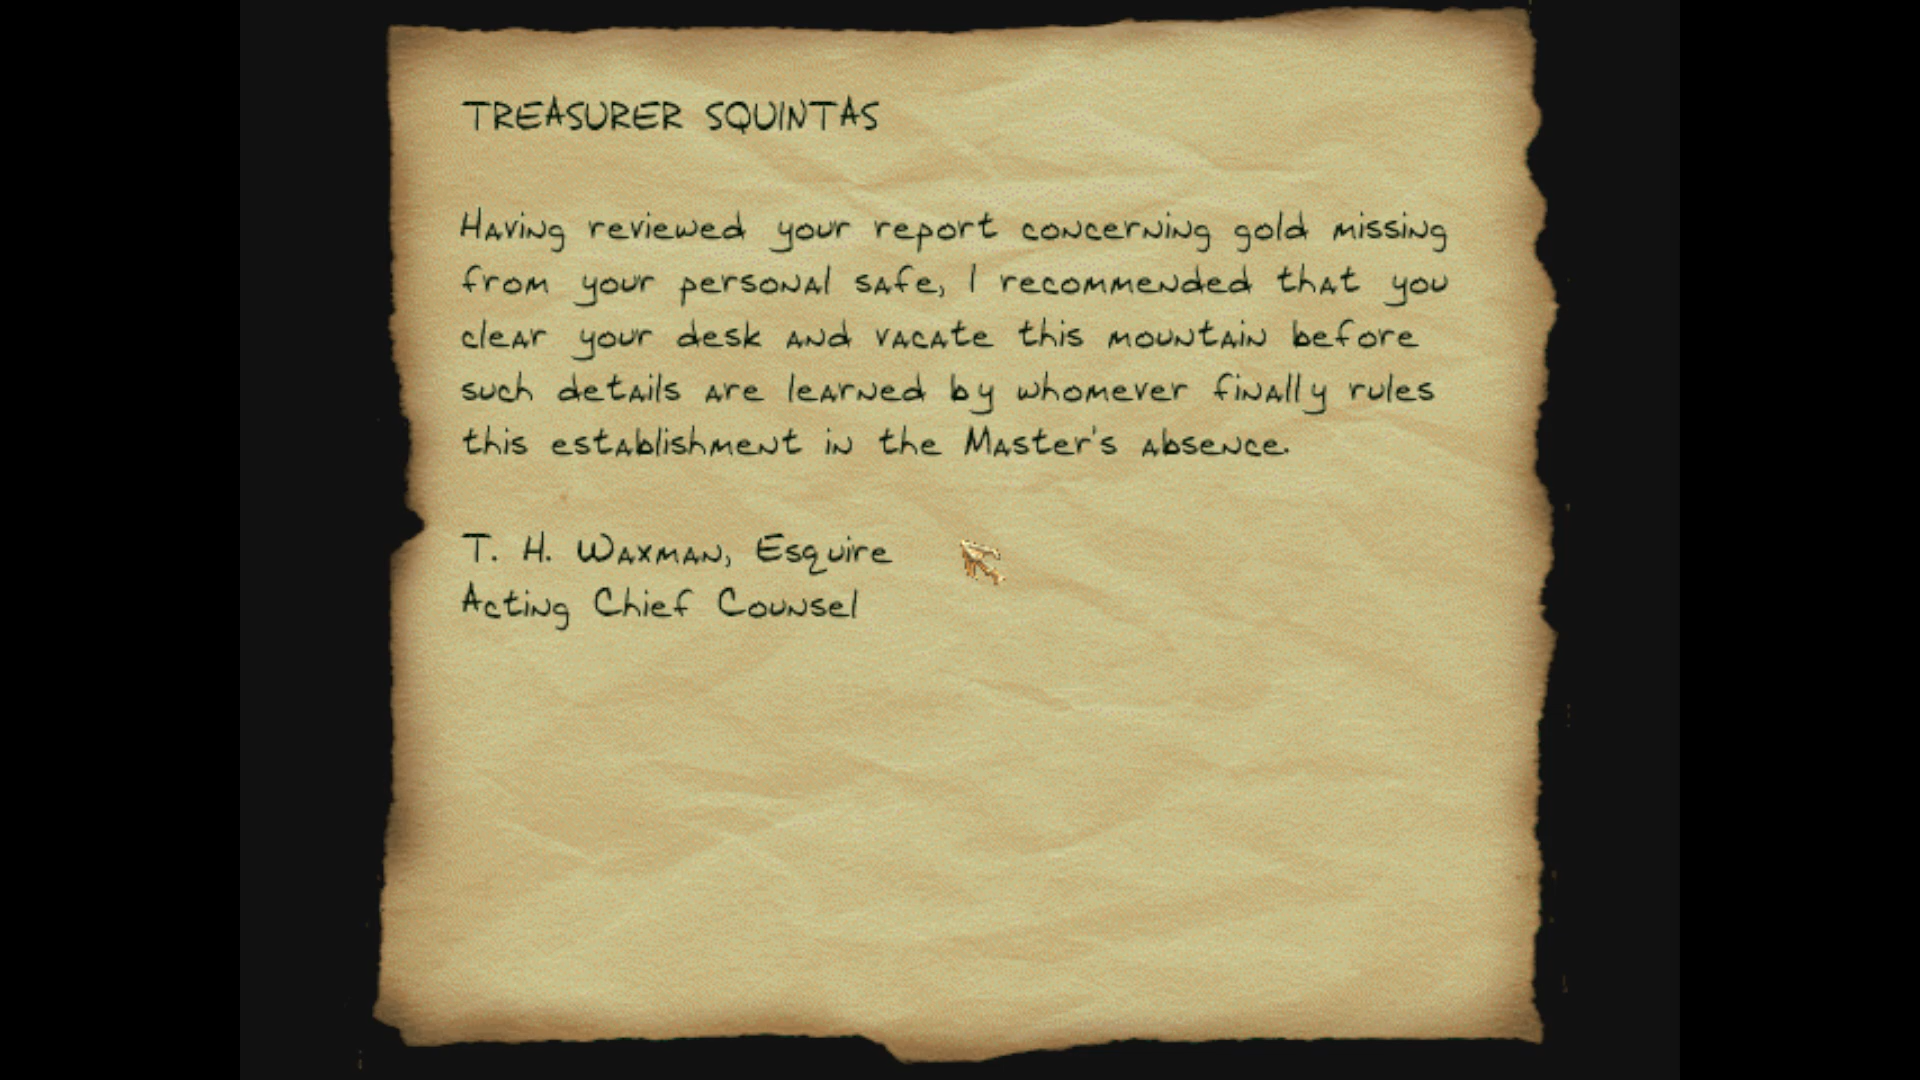 TREASURER SQUINTAS
Having reviewed your report concerning gold missing
from your personal safe, I recommended that you
clear your desk and vacate this mountain before
such details are learned by whomever finally rules
this establishment in the Master's absence.
T. H. Waxman, Esquire
Acting Chief Counsel